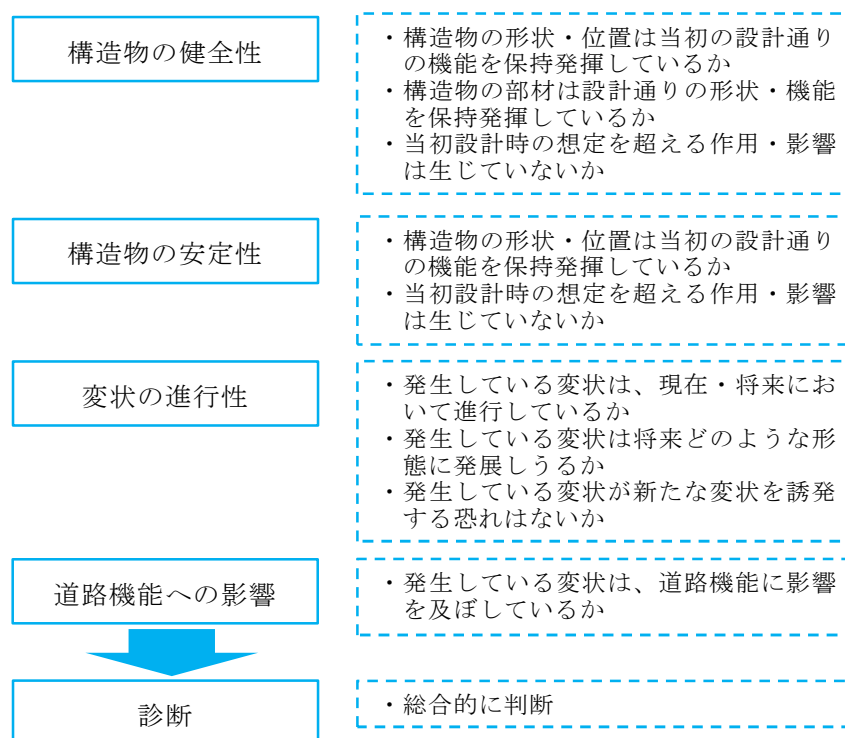 構造物の健全性
・構造物の形状・位置は当初の設計通り
の機能を保持発揮しているか
・構造物の部材は設計通りの形状・機能
を保持発揮しているか
・当初設計時の想定を超える作用・影響
は生じていないか
構造物の安定性
・構造物の形状・位置は当初の設計通り
の機能を保持発揮しているか
・当初設計時の想定を超える作用・影響
は生じていないか
変状の進行性
・発生している変状は、現在・将来にお
いて進行しているか
・発生している変状は将来どのような形
態に発展しうるか
・発生している変状が新たな変状を誘発
する恐れはないか
道路機能への影響
・発生している変状は、道路機能に影響
を及ぼしているか
診断
・総合的に判断